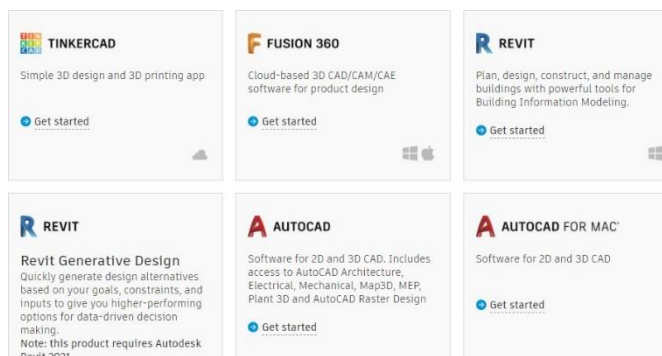 TINKERCAD
Simple 3D design and 3D printing app
Get started
FUSION 360
Cloud-based 3D CAD/CAM/CAE
software for product design
Get started
REVIT
Plan, design, construct, and manage
buildings with powerful tools for
Building Information Modeling.
Get started
REVIT
Revit Generative Design
Quickly generate design alternatives
based on your goals, constraints, and
inputs to give you higher-performing
options for data-driven decision
making.
Note: this product requires Autodesk
Revit 2021
AUTOCAD
Software for 2D and 3D CAD. Includes
access to AutoCAD Architecture,
Electrical, Mechanical, Map3D, MEP,
Plant 3D and AutoCAD Raster Design
Get started
AUTOCAD FOR MAC®
Software for 2D and 3D CAD
Get started